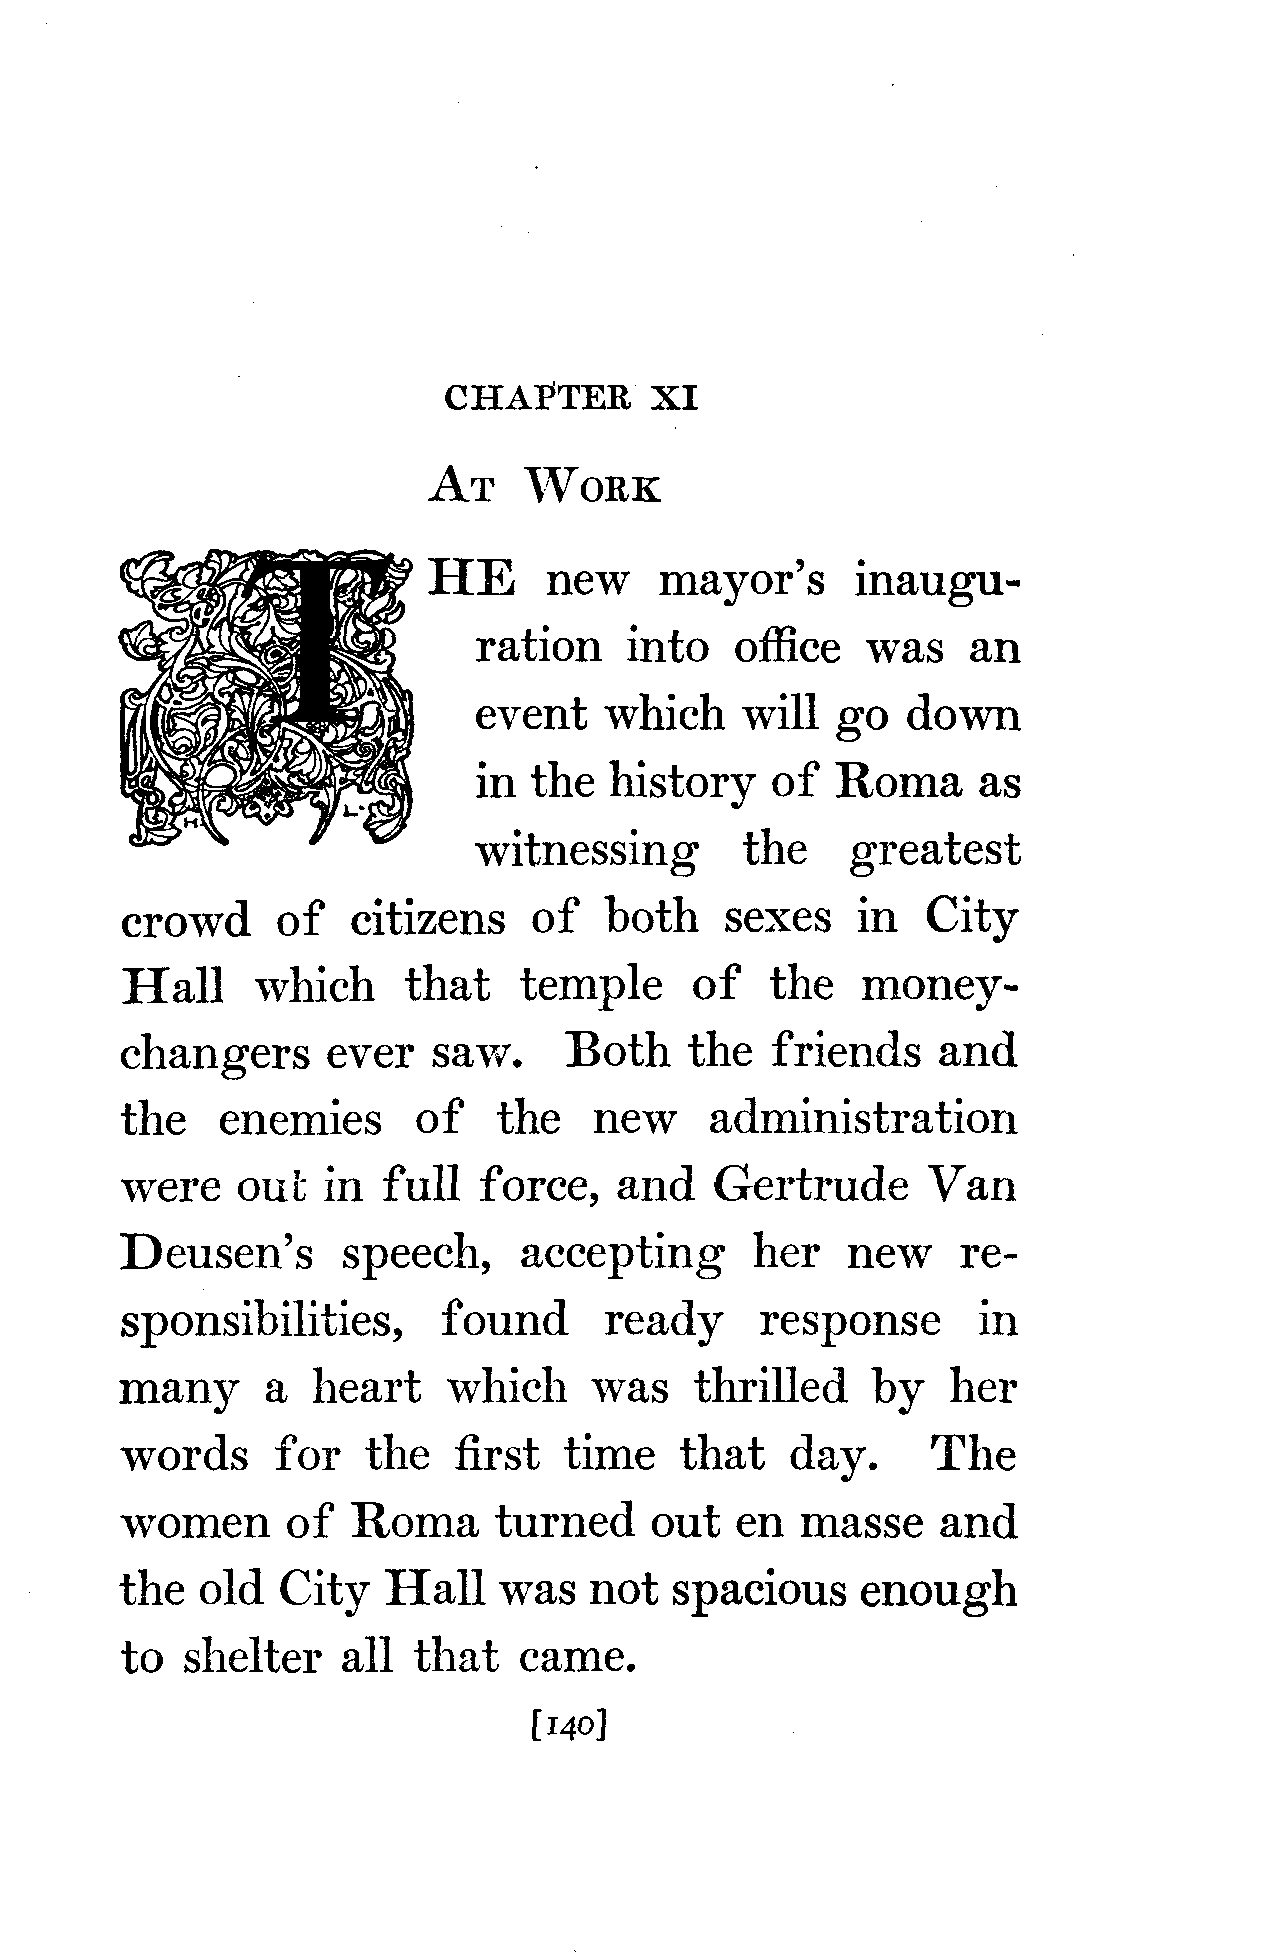 CHAPTER XI
At Work
THE new mayor's inaugu-
ration into office was an
event which will go down
in the history of Roma as
witnessing the greatest
crowd of citizens of both sexes in City
Hall which that temple of the money-
changers ever saw. Both the friends and
the enemies of the new administration
were out in full force, and Gertrude Van
Deusen's speech, accepting her new re-
sponsibilities, found ready response in
many a heart which was thrilled by her
words for the first time that day. The
women of Roma turned out en masse and
the old City Hall was not spacious enough
to shelter all that came.
[140]